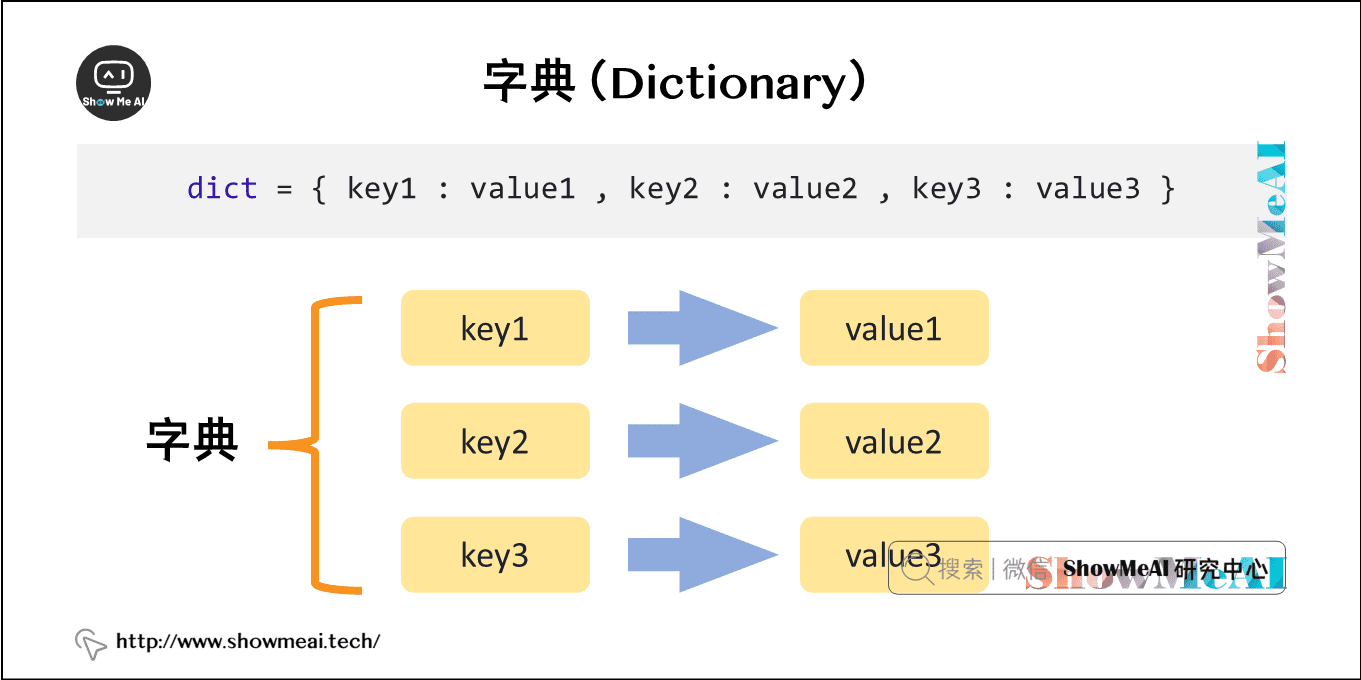 Show Me AI
字典（Dictionary）
dict = { key1 : value1 , key2 : value2 , key3 : value3 }
ShowMeAI
字典
key1
value1
key2
value2
key3
value3
搜索 | 微信 ShowMeAI 研究中心
ShowMeAI
http://www.showmeai.tech/